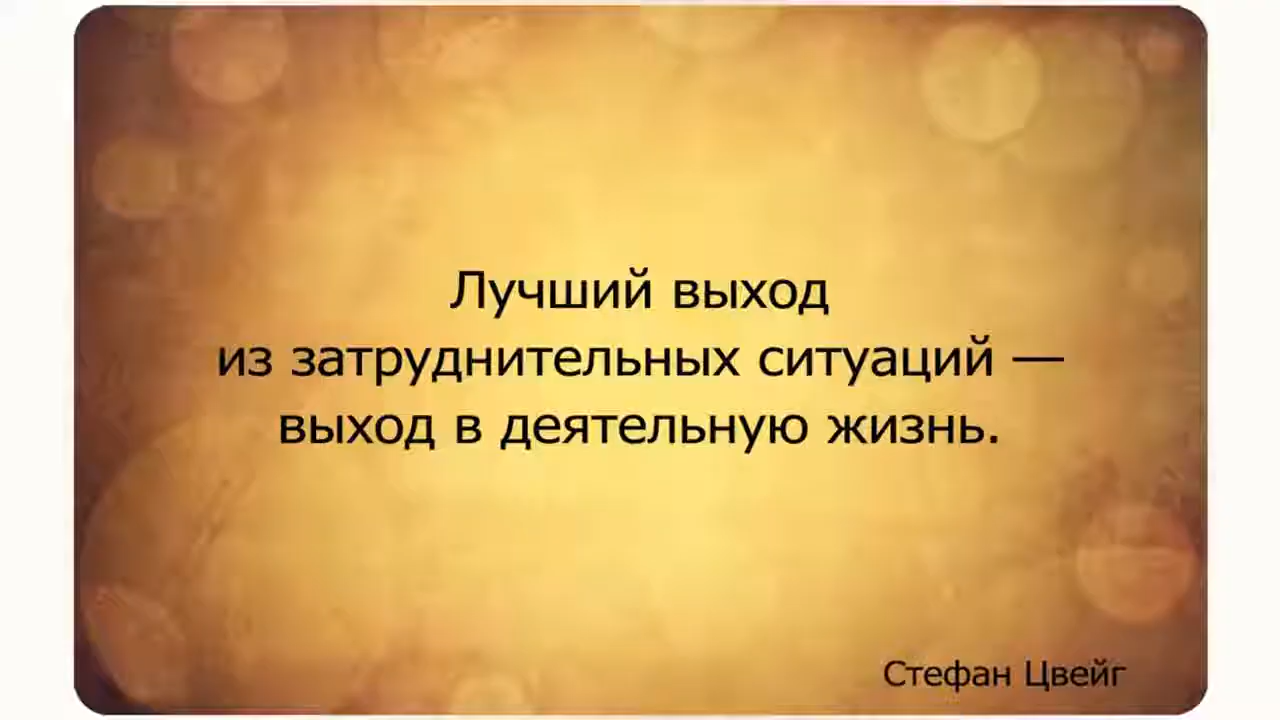 Лучший выход
из затруднительных ситуаций —
выход в деятельную жизнь.
Стефан Цвейг